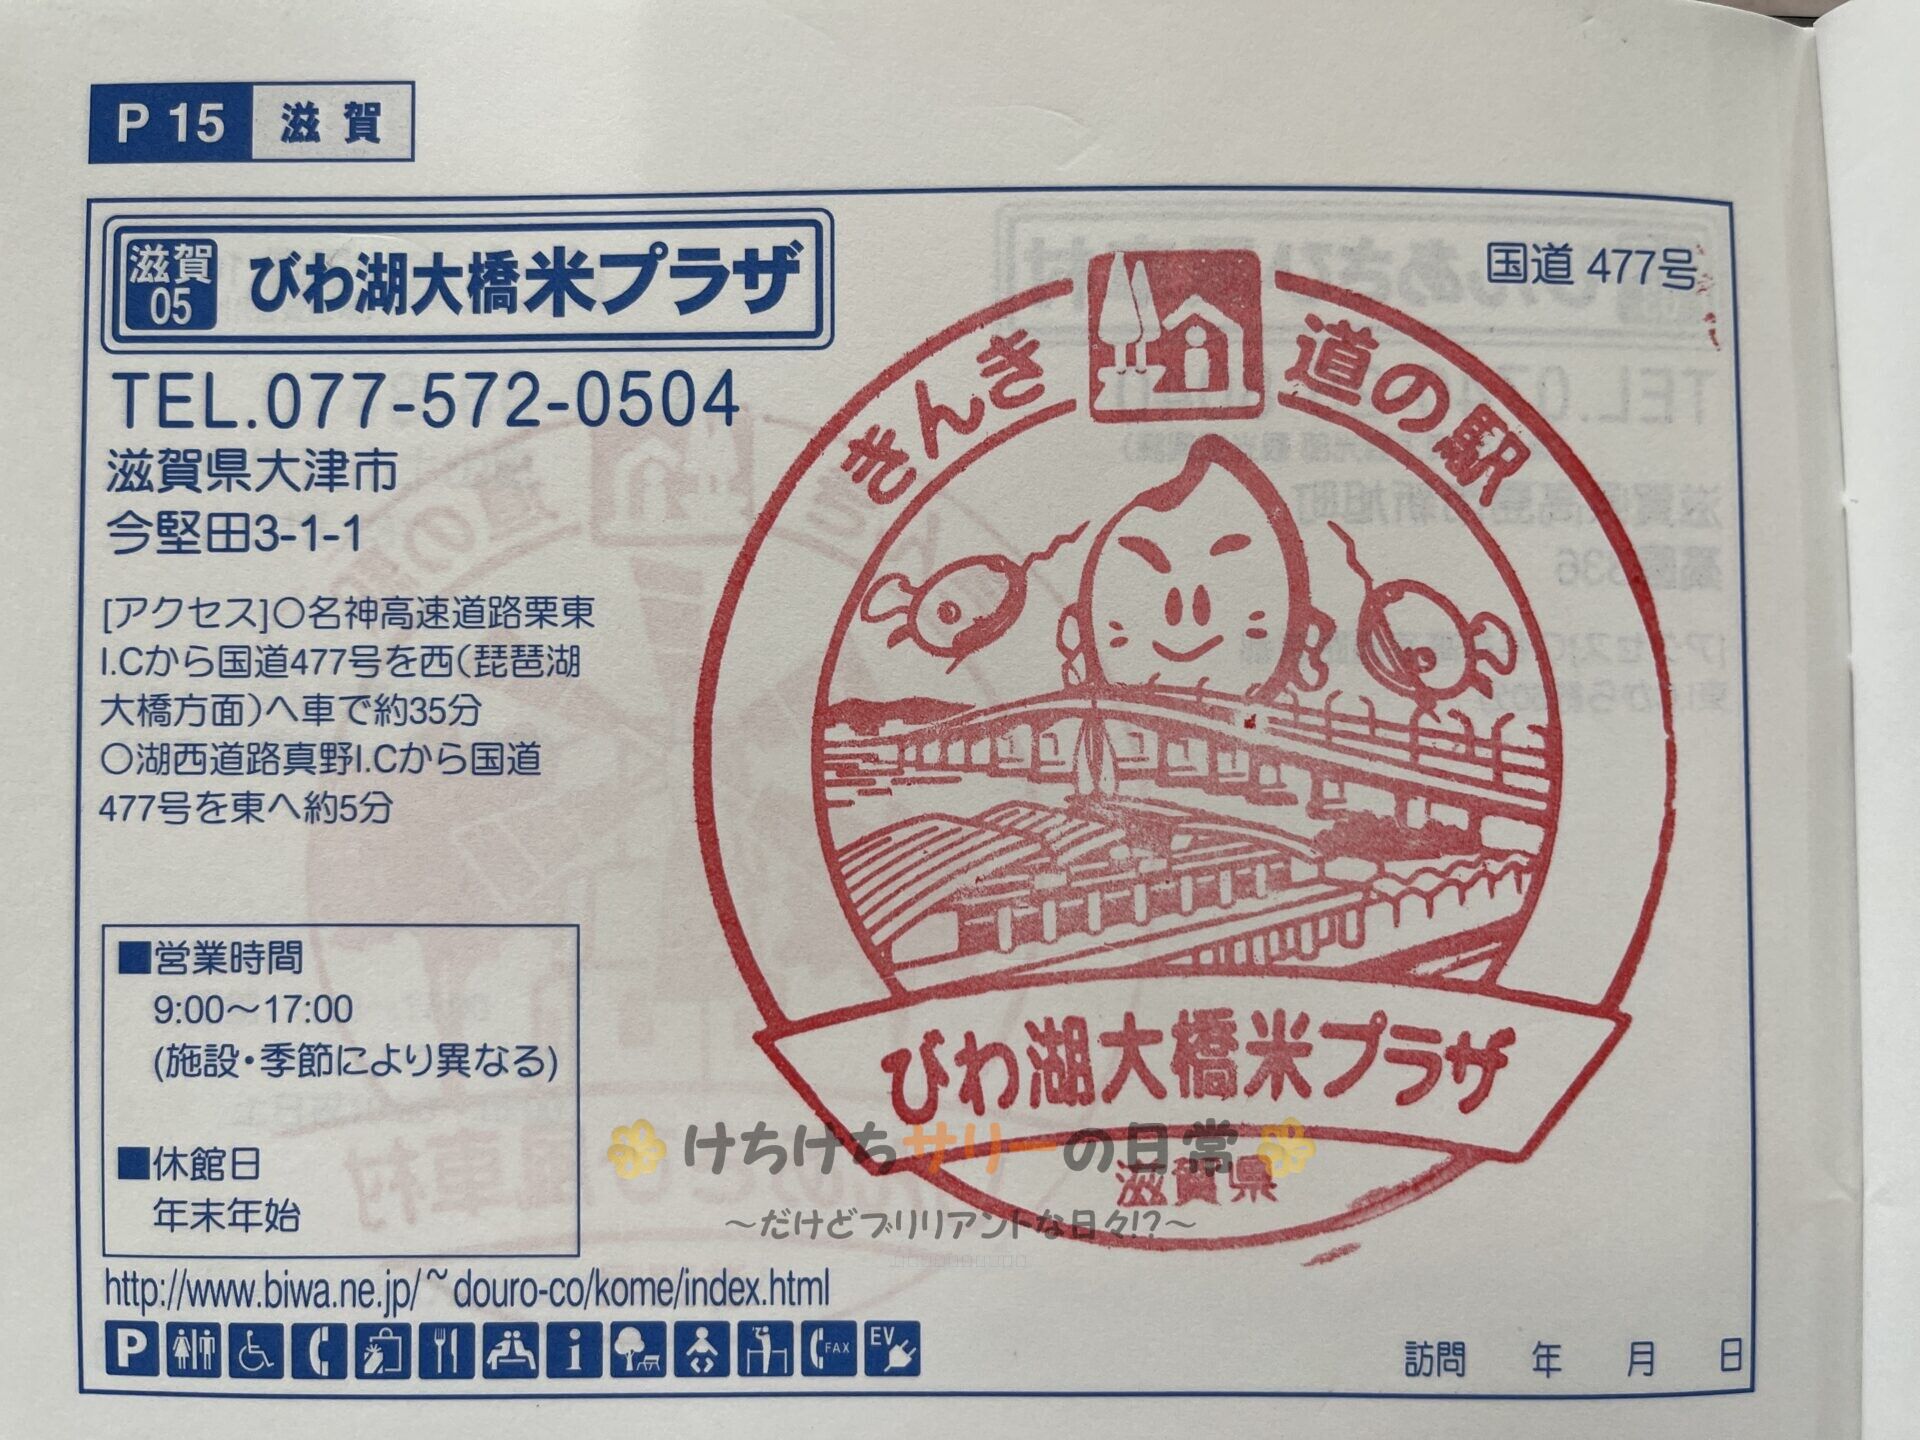 P 15 滋賀
滋賀
05
びわ湖大橋米プラザ
国道 477号
TEL.077-572-0504
滋賀県大津市
今堅田3-1-1
[アクセス]○名神高速道路栗東
I.Cから国道477号を西(琵琶湖
大橋方面)へ車で約35分
○湖西道路真野I.Cから国道
477号を東へ約5分
■営業時間
9:00〜17:00
(施設・季節により異なる)
■休館日
年末年始
http://www.biwa.ne.jp/~douro-co/kome/index.html
P
i
FAX
EV
きんき 道の駅
びわ湖大橋米プラザ
滋賀県
けちけちサリーの日常
〜だけどブリリアントな日々!?〜
訪問 年 月 日